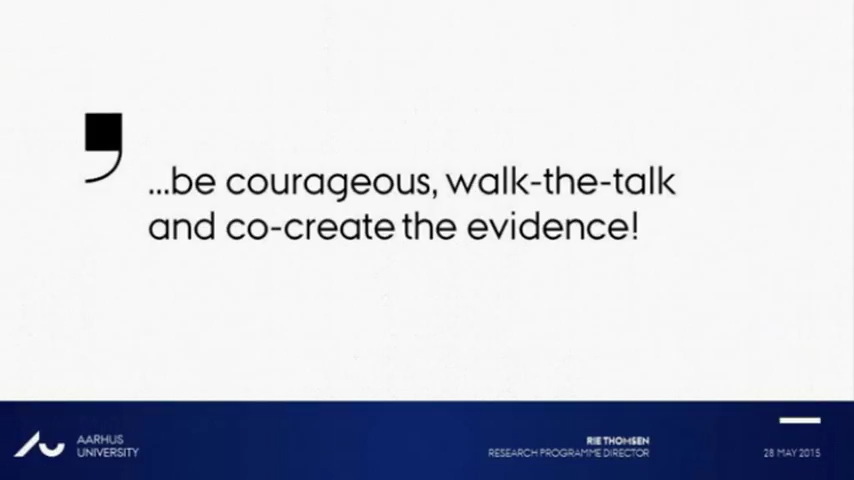 ...be courageous, walk-the-talk
and co-create the evidence!
AARHUS
UNIVERSITY
RIE THOMSEN
RESEARCH PROGRAMME DIRECTOR
28 MAY 2015